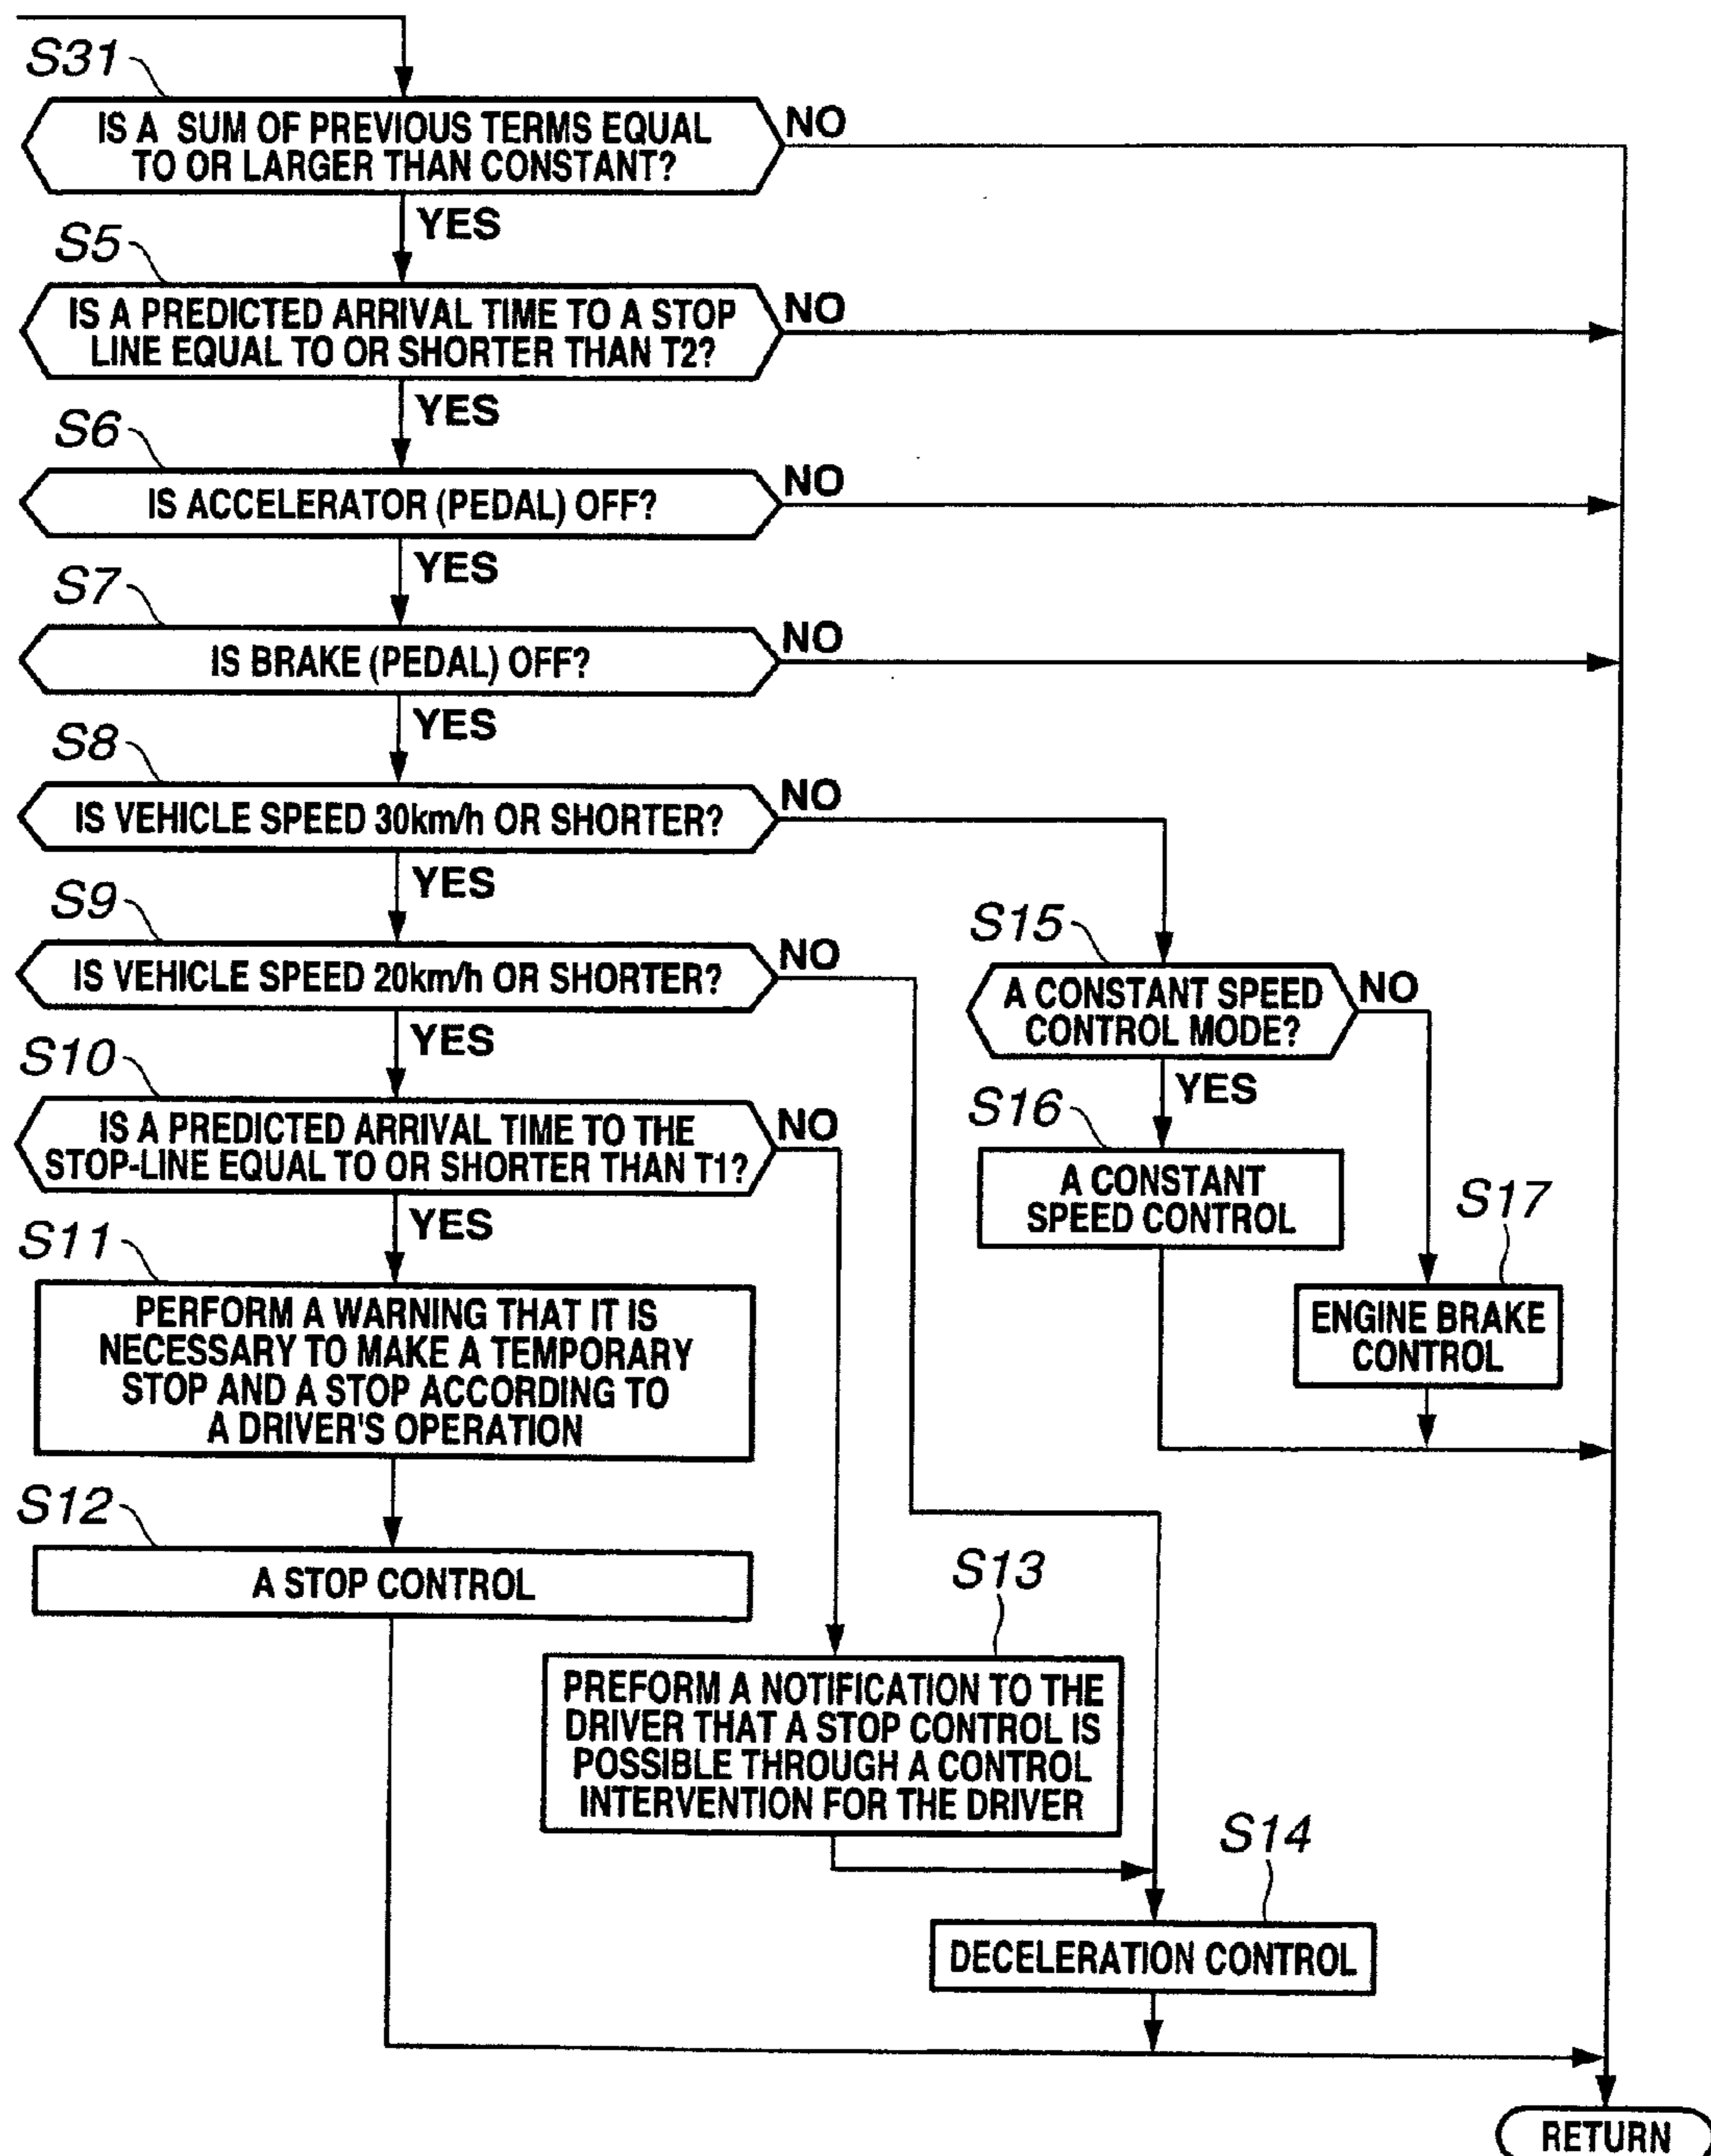 S31
IS A SUM OF PREVIOUS TERMS EQUAL
TO OR LARGER THAN CONSTANT?
NO
YES
S5
IS A PREDICTED ARRIVAL TIME TO A STOP
LINE EQUAL TO OR SHORTER THAN T2?
NO
YES
S6
IS ACCELERATOR (PEDAL) OFF?
NO
YES
S7
IS BRAKE (PEDAL) OFF?
NO
YES
S8
IS VEHICLE SPEED 30km/h OR SHORTER?
NO
YES
S9
IS VEHICLE SPEED 20km/h OR SHORTER?
NO
YES
S15
A CONSTANT SPEED
CONTROL MODE?
NO
YES
S10
IS A PREDICTED ARRIVAL TIME TO THE
STOP-LINE EQUAL TO OR SHORTER THAN T1?
NO
YES
S16
A CONSTANT
SPEED CONTROL
S17
ENGINE BRAKE
CONTROL
S11
PERFORM A WARNING THAT IT IS
NECESSARY TO MAKE A TEMPORARY
STOP AND A STOP ACCORDING TO
A DRIVER'S OPERATION
S12
A STOP CONTROL
S13
PREFORM A NOTIFICATION TO THE
DRIVER THAT A STOP CONTROL IS
POSSIBLE THROUGH A CONTROL
INTERVENTION FOR THE DRIVER
S14
DECELERATION CONTROL
RETURN